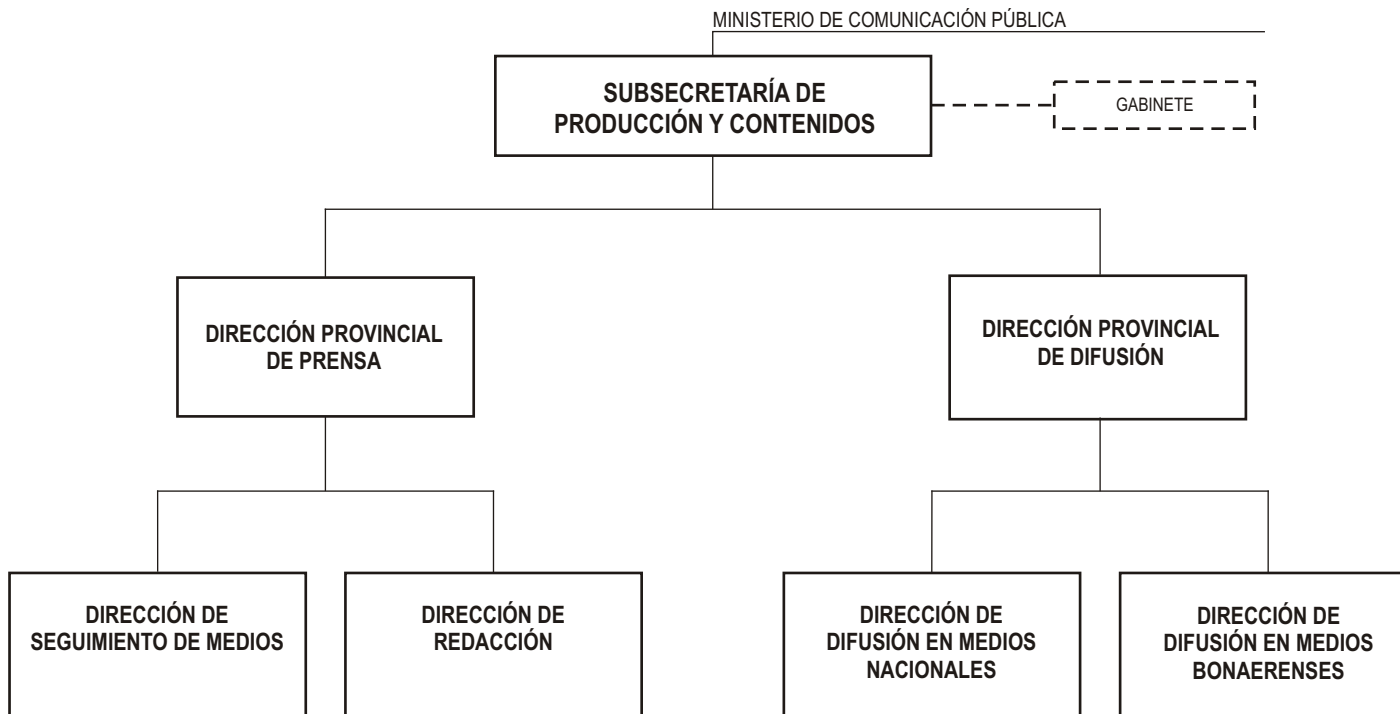 MINISTERIO DE COMUNICACIÓN PÚBLICA
SUBSECRETARÍA DE
PRODUCCIÓN Y CONTENIDOS
GABINETE
DIRECCIÓN PROVINCIAL
DE PRENSA
DIRECCIÓN PROVINCIAL
DE DIFUSIÓN
DIRECCIÓN DE
SEGUIMIENTO DE MEDIOS
DIRECCIÓN DE
REDACCIÓN
DIRECCIÓN DE
DIFUSIÓN EN MEDIOS
NACIONALES
DIRECCIÓN DE
DIFUSIÓN EN MEDIOS
BONAERENSES